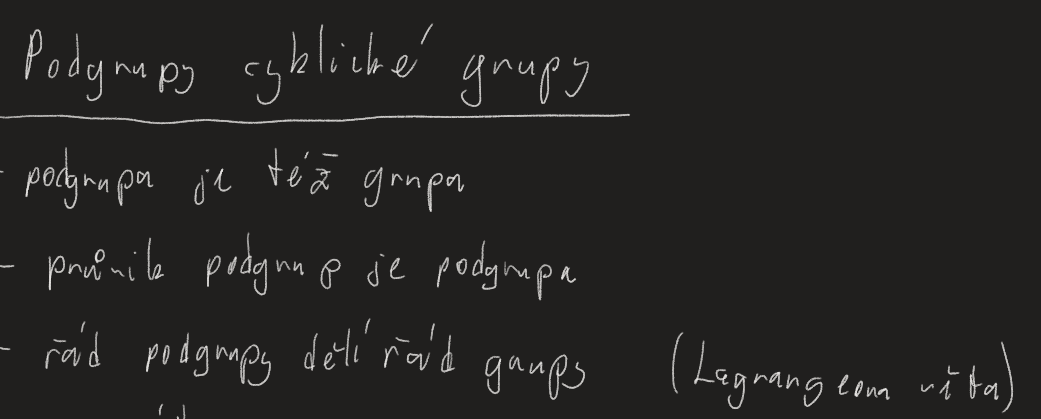 Podgrupy cyklické grupy
- podgrupa je též grupa
- průnik podgrup je podgrupa
- řád podgrupy dělí řád grupy (Lagrangeova věta)